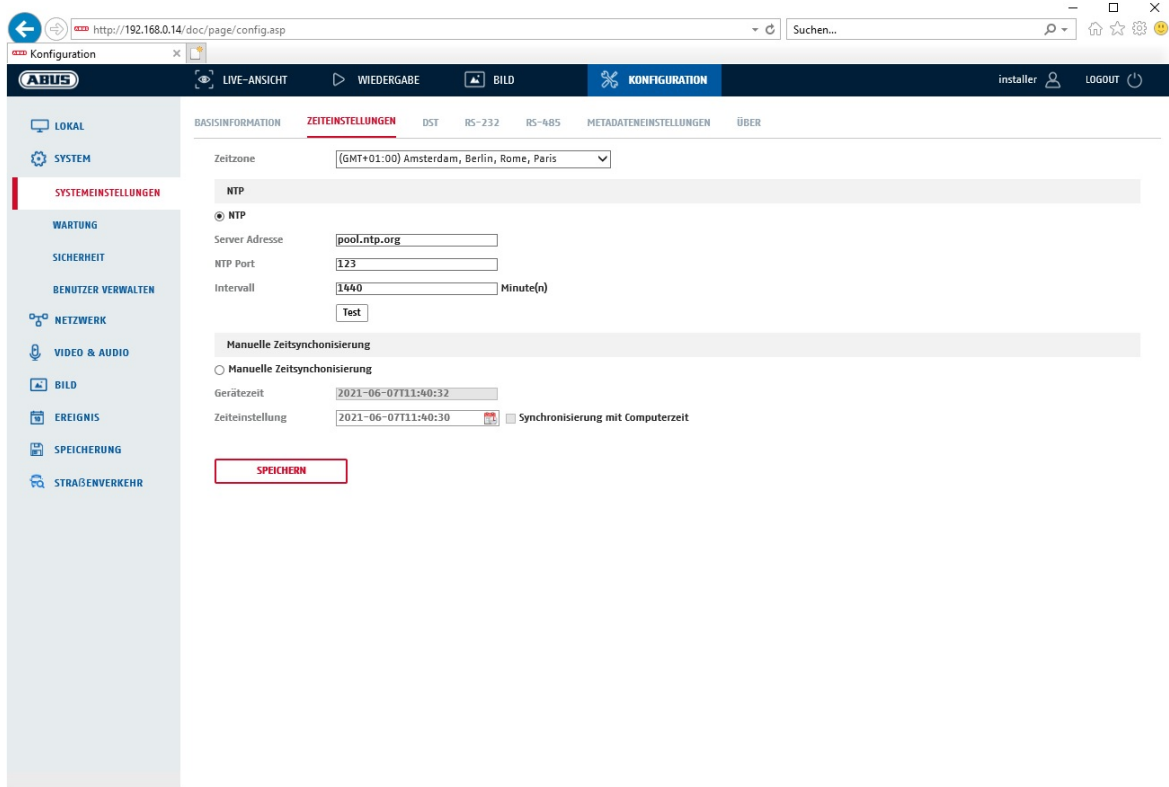 http://192.168.0.14/doc/page/config.asp
Suchen...
Konfiguration
ABUS
LIVE-ANSICHT
WIEDERGABE
BILD
KONFIGURATION
installer
LOGOUT
LOKAL
SYSTEM
SYSTEMEINSTELLUNGEN
WARTUNG
SICHERHEIT
BENUTZER VERWALTEN
NETZWERK
VIDEO & AUDIO
BILD
EREIGNIS
SPEICHERUNG
STRAßENVERKEHR
BASISINFORMATION ZEITEINSTELLUNGEN DST RS-232 RS-485 METADATENEINSTELLUNGEN ÜBER
Zeitzone (GMT+01:00) Amsterdam, Berlin, Rome, Paris
NTP
NTP
Server Adresse pool.ntp.org
NTP Port 123
Intervall 1440 Minute(n)
Test
Manuelle Zeitsynchonisierung
Manuelle Zeitsynchonisierung
Gerätezeit 2021-06-07T11:40:32
Zeiteinstellung 2021-06-07T11:40:30 Synchronisierung mit Computerzeit
SPEICHERN